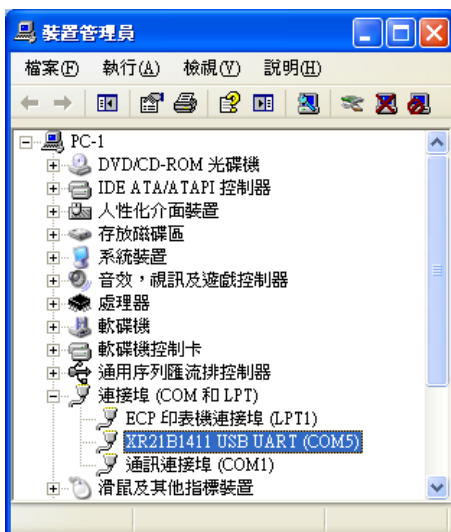 裝置管理員
檔案(F) 執行(A) 檢視(V) 說明(H)
PC-1
DVD/CD-ROM 光碟機
IDE ATA/ATAPI 控制器
人性化介面裝置
存放磁碟區
系統裝置
音效，視訊及遊戲控制器
處理器
軟碟機
軟碟機控制卡
通用序列匯流排控制器
連接埠 (COM 和 LPT)
ECP 印表機連接埠 (LPT1)
XR21B1411 USB UART (COM5)
通訊連接埠 (COM1)
滑鼠及其他指標裝置